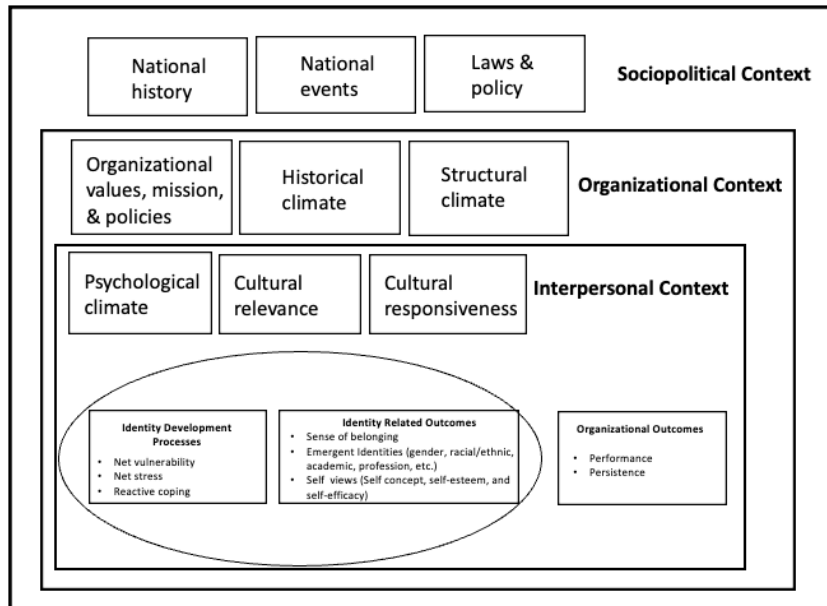 National
history
National
events
Laws &
policy
Sociopolitical Context
Organizational
values, mission,
& policies
Historical
climate
Structural
climate
Organizational Context
Psychological
climate
Cultural
relevance
Cultural
responsiveness
Interpersonal Context
Identity Development
Processes
• Net vulnerability
• Net stress
• Reactive coping
Identity Related Outcomes
• Sense of belonging
• Emergent Identities (gender, racial/ethnic,
academic, profession, etc.)
• Self views (Self concept, self-esteem, and
self-efficacy)
Organizational Outcomes
• Performance
• Persistence